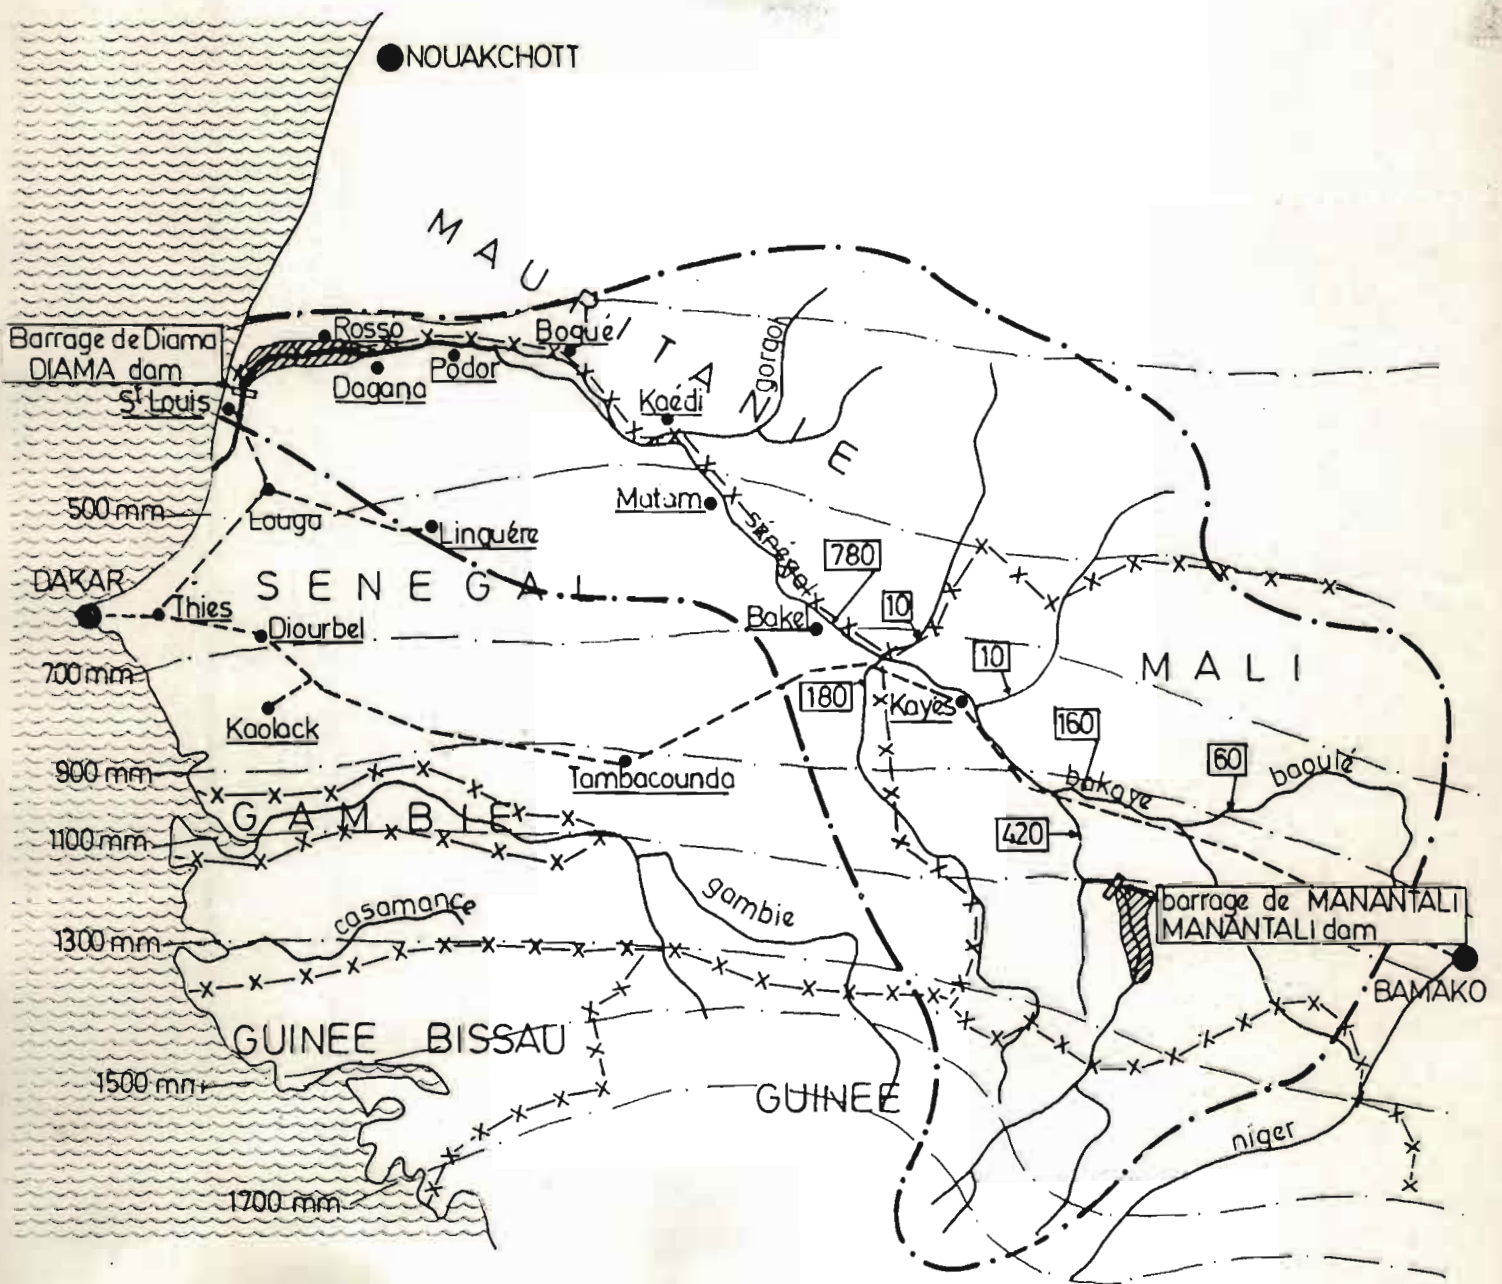 NOUAKCHOTT
MAURITANIE
Barrage de Diama
DIAMA dam
Rosso
Bogué
gorgol
St Louis
Dagana
Podor
Kaédi
500 mm
Louga
Linguére
Matam
Sénégal
780
DAKAR
SENEGAL
Thies
Diourbel
Bakel
10
10
MALI
700 mm
180
Kayes
Kaolack
160
60
baoulé
900 mm
Tambacounda
bakoye
GAMBIE
1100 mm
420
gambie
casamance
barrage de MANANTALI
MANANTALI dam
1300 mm
BAMAKO
GUINEE BISSAU
1500 mm
GUINEE
niger
1700 mm